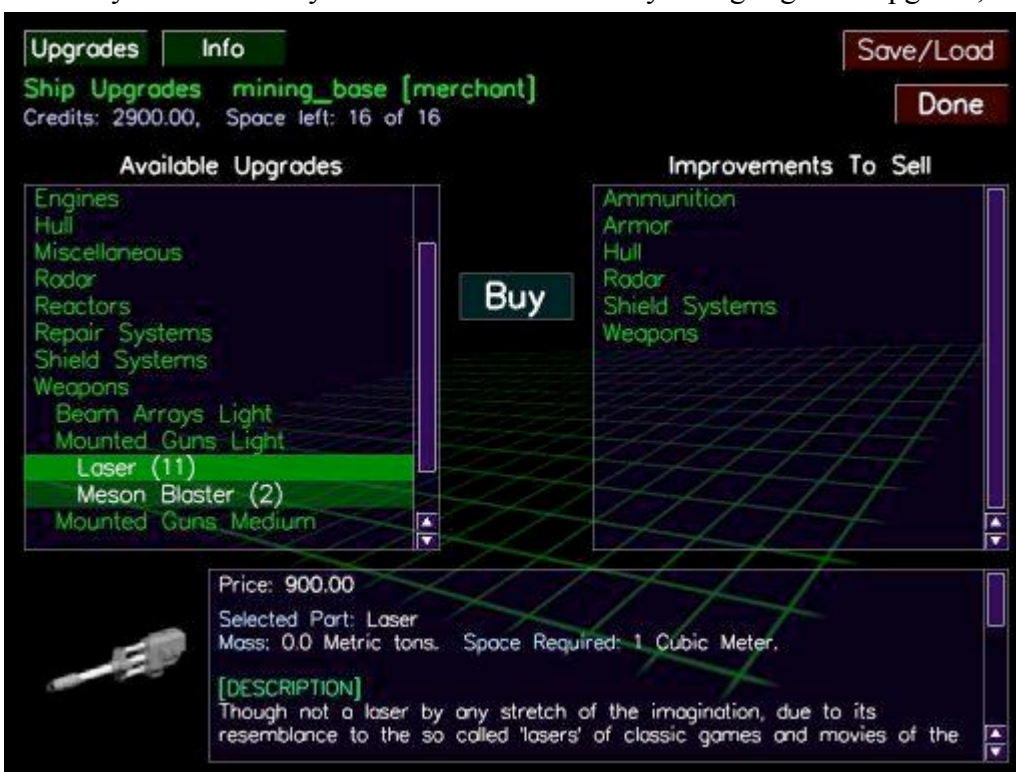 Upgrades Info Save/Load
Ship Upgrades mining_base [merchant]
Credits: 2900.00, Space left: 16 of 16
Done
Available Upgrades
Engines
Hull
Miscellaneous
Radar
Reactors
Repair Systems
Shield Systems
Weapons
Beam Arrays Light
Mounted Guns Light
Laser (11)
Meson Blaster (2)
Mounted Guns Medium
Buy
Improvements To Sell
Ammunition
Armor
Hull
Radar
Shield Systems
Weapons
Price: 900.00
Selected Part: Laser
Mass: 0.0 Metric tons. Space Required: 1 Cubic Meter.
[DESCRIPTION]
Though not a laser by any stretch of the imagination, due to its
resemblance to the so called 'lasers' of classic games and movies of the